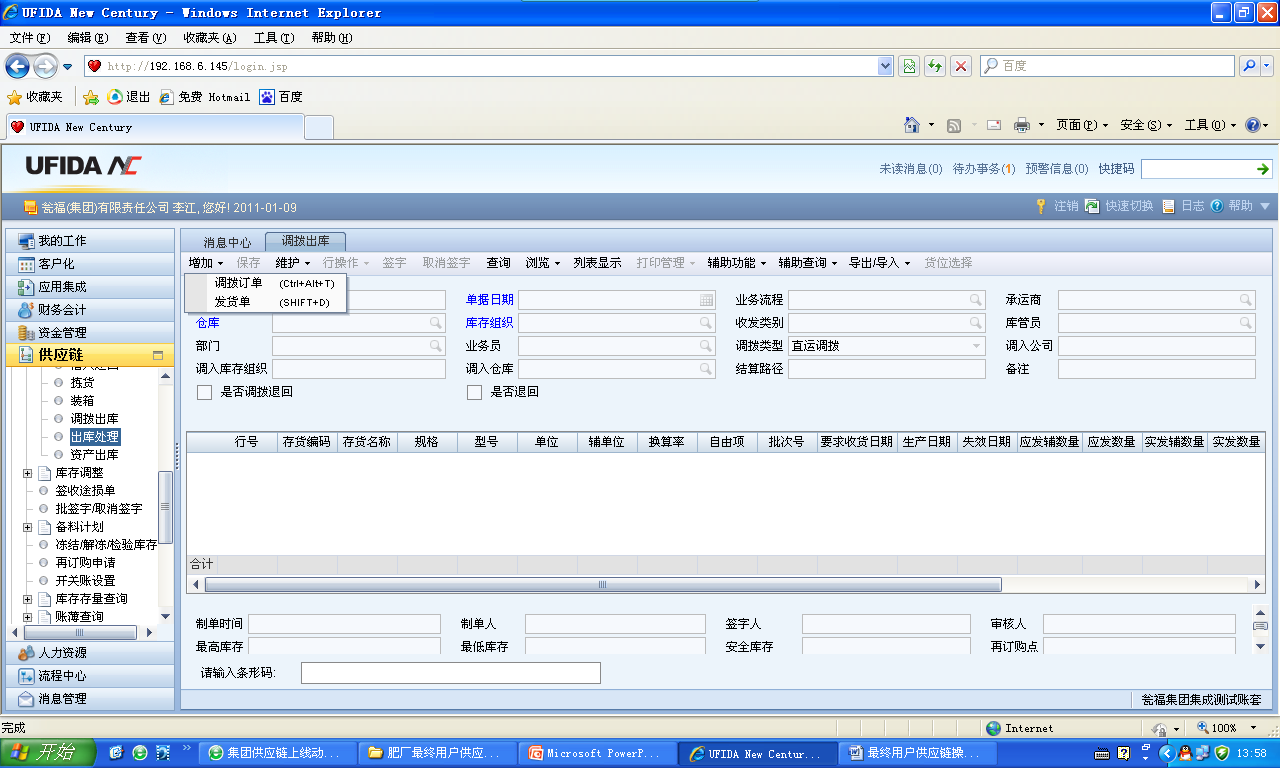 UFIDA New Century - Windows Internet Explorer
文件(F) 编辑(E) 查看(V) 收藏夹(A) 工具(T) 帮助(H)
http://192.168.6.145/login.jsp 百度
收藏夹 退出 免费 Hotmail 百度
UFIDA New Century 页面(P) 安全(S) 工具(O)
UFIDA NC 未读消息(0) 待办事务(1) 预警信息(0) 快捷码
瓮福(集团)有限责任公司 李江, 您好! 2011-01-09 注销 快速切换 日志 帮助
我的工作
客户化
应用集成
财务会计
资金管理
供应链
拣货
装箱
调拨出库
出库处理
资产出库
库存调整
签收途损单
批签字/取消签字
备料计划
冻结/解冻/检验库存
再订购申请
开关账设置
库存存量查询
账簿查询
人力资源
流程中心
消息管理
消息中心 调拨出库
增加 保存 维护 行操作 签字 取消签字 查询 浏览 列表显示 打印管理 辅助功能 辅助查询 导出/导入 货位选择
调拨订单 (Ctrl+Alt+T)
发货单 (SHIFT+D)
单据日期 业务流程 承运商
仓库 库存组织 收发类别 库管员
部门 业务员 调拨类型 直运调拨 调入公司
调入库存组织 调入仓库 结算路径 备注
是否调拨退回 是否退回
行号 存货编码 存货名称 规格 型号 单位 辅单位 换算率 自由项 批次号 要求收货日期 生产日期 失效日期 应发辅数量 应发数量 实发辅数量 实发数量
合计
制单时间 制单人 签字人 审核人
最高库存 最低库存 安全库存 再订购点
请输入条形码:
瓮福集团集成测试账套
完成 Internet 100%
开始 集团供应链上线动... 肥厂最终用户供应... Microsoft PowerP... UFIDA New Centur... 最终用户供应链操... 13:58